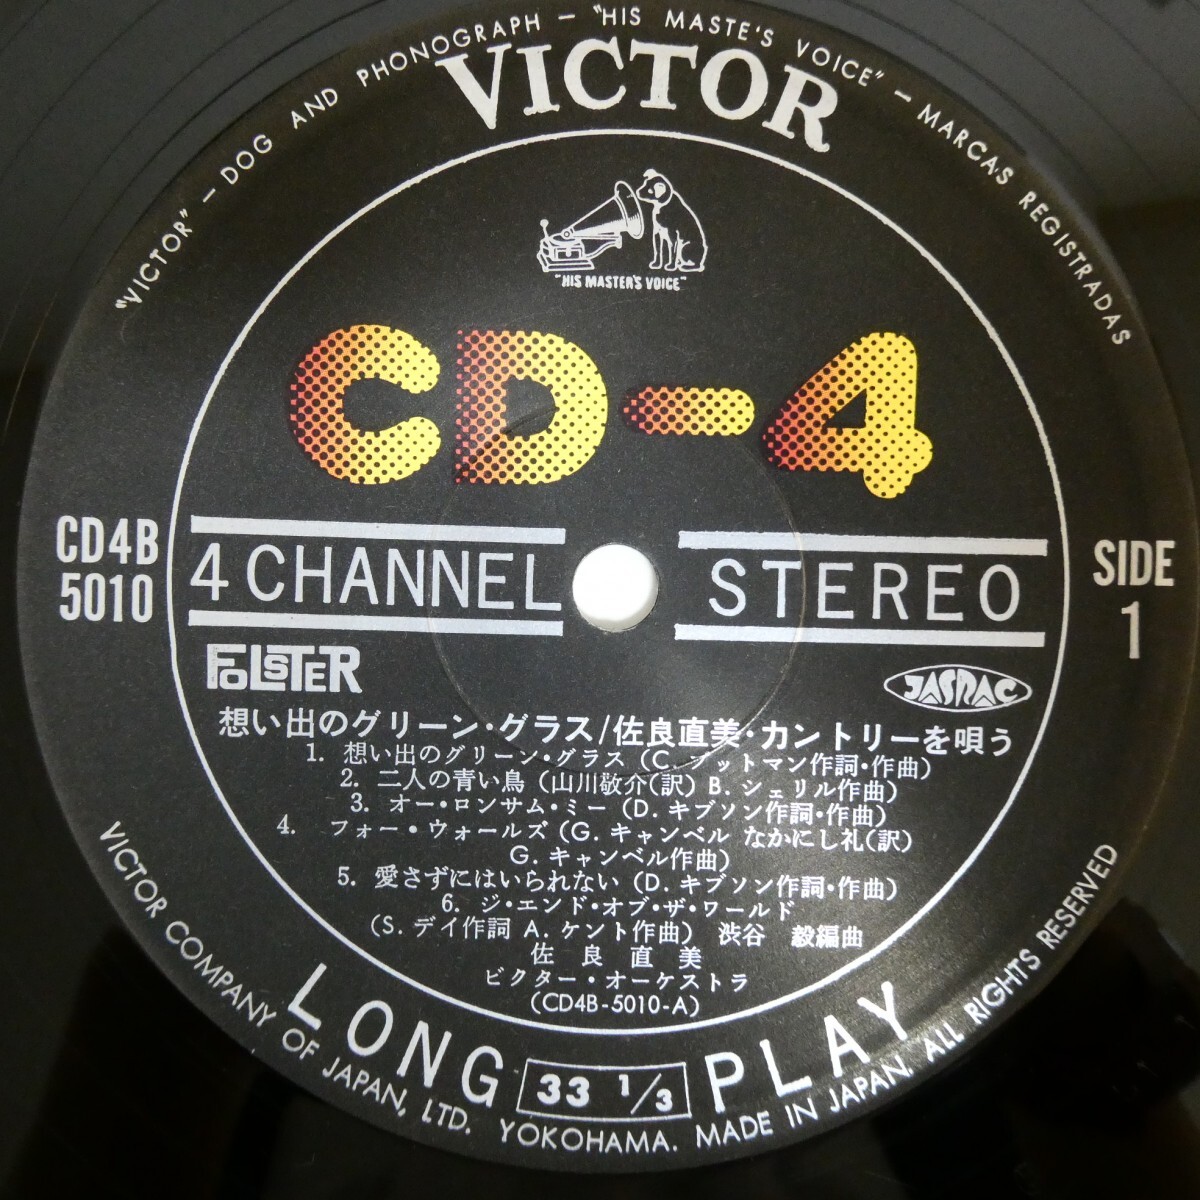 "VICTOR" — DOG AND PHONOGRAPH — "HIS MASTE'S VOICE" — MARCAS REGISTRADAS
VICTOR
"HIS MASTER'S VOICE"
CD-4
CD4B
5010
4 CHANNEL STEREO
SIDE
1
FOLSTER
JASRAC
想い出のグリーン・グラス/佐良直美・カントリーを唄う
1. 想い出のグリーン・グラス (C. プットマン作詞・作曲)
2. 二人の青い鳥 (山川敬介(訳) B. シェリル作曲)
3. オー・ロンサム・ミー (D. キブソン作詞・作曲)
4. フォー・ウォールズ (G. キャンベル なかにし礼(訳)
G. キャンベル作曲)
5. 愛さずにはいられない (D. キブソン作詞・作曲)
6. ジ・エンド・オブ・ザ・ワールド
(S. デイ作詞 A. ケント作曲) 渋谷 毅編曲
佐良直美
ビクター・オーケストラ
(CD4B-5010-A)
LONG 33 1/3 PLAY
VICTOR COMPANY OF JAPAN, LTD. YOKOHAMA. MADE IN JAPAN. ALL RIGHTS RESERVED